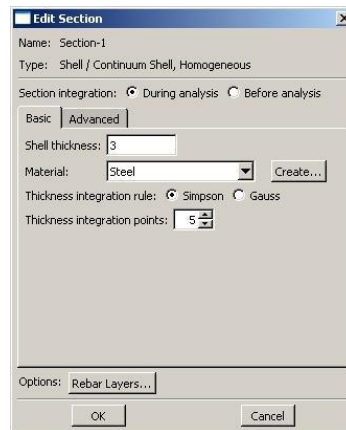 Edit Section
Name: Section-1
Type: Shell / Continuum Shell, Homogeneous
Section integration: During analysis Before analysis
Basic Advanced
Shell thickness: 3
Material: Steel Create...
Thickness integration rule: Simpson Gauss
Thickness integration points: 5
Options: Rebar Layers...
OK Cancel